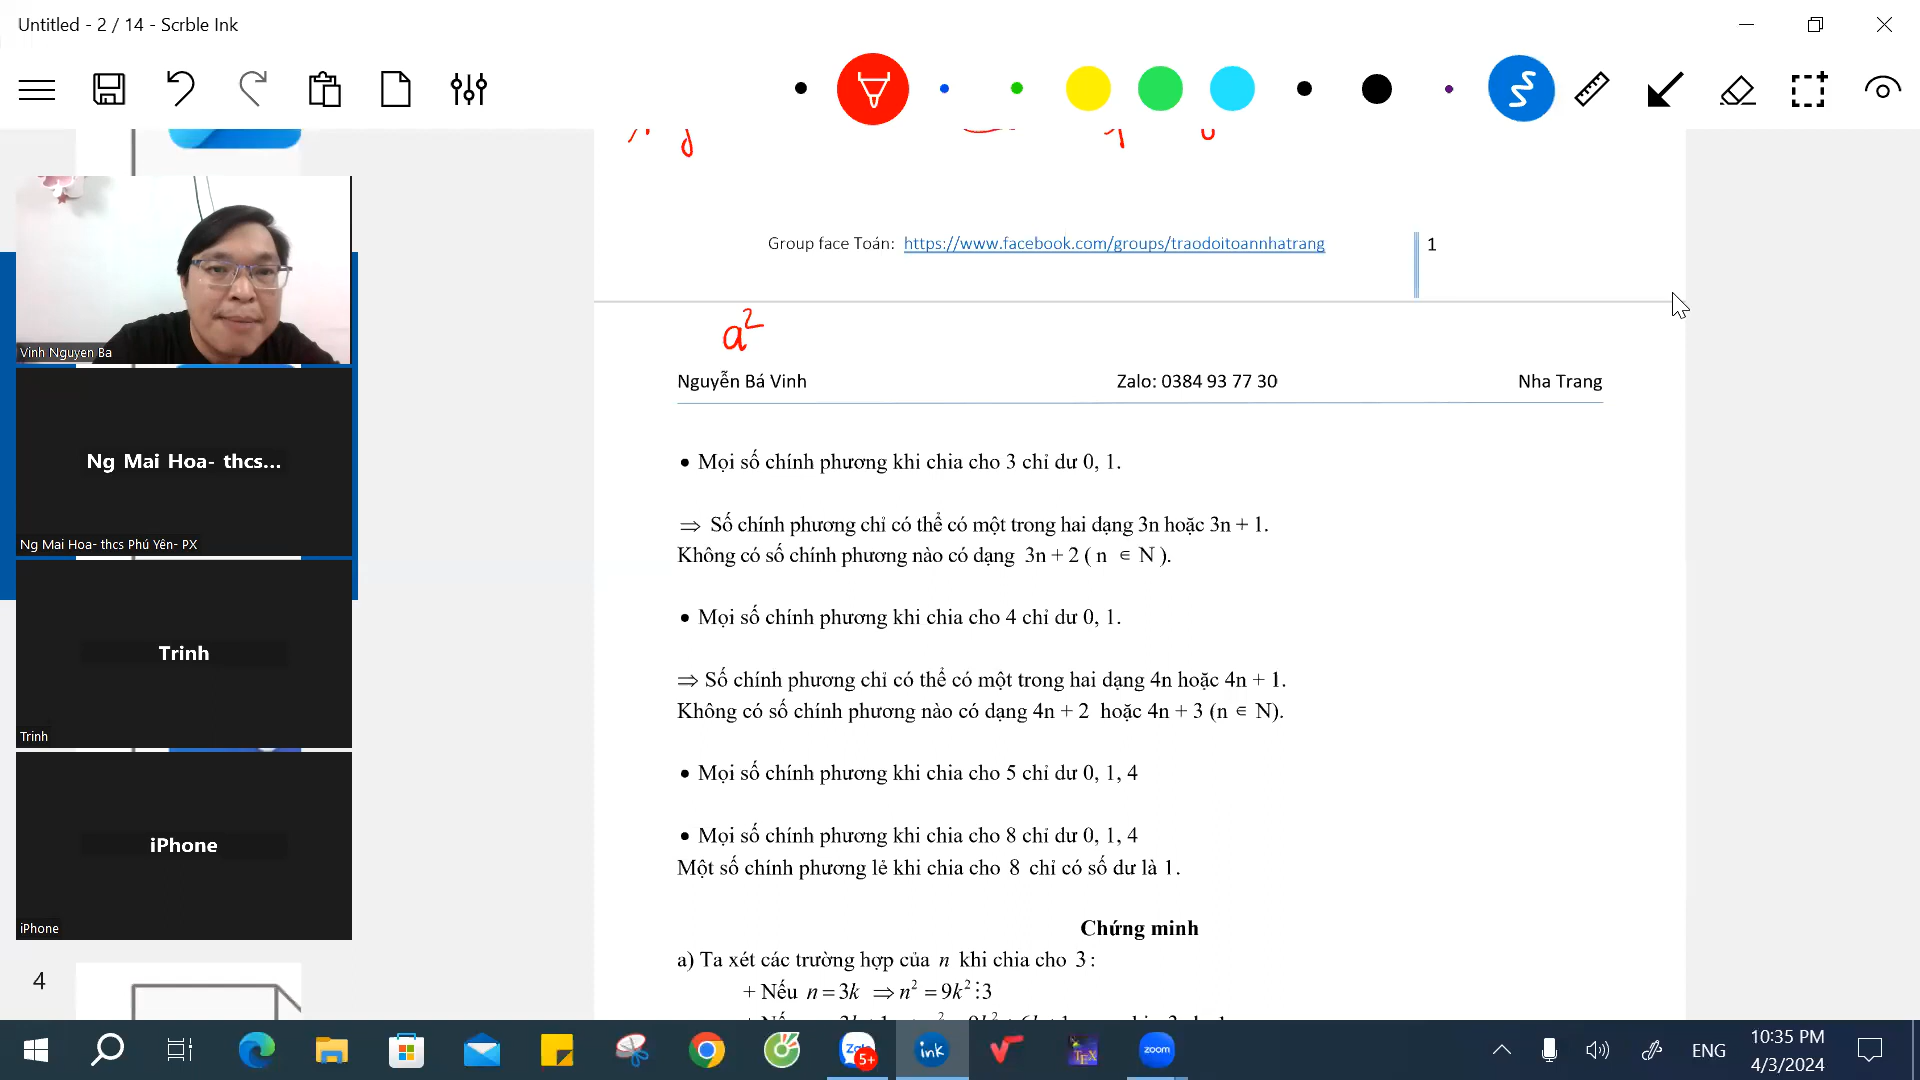 Untitled - 2 / 14 - Scrble Ink
Group face Toán: https://www.facebook.com/groups/traodoitoannhatrang
1
a²
Nguyễn Bá Vinh Zalo: 0384 93 77 30 Nha Trang
• Mọi số chính phương khi chia cho 3 chỉ dư 0, 1.
⇒ Số chính phương chỉ có thể có một trong hai dạng 3n hoặc 3n + 1.
Không có số chính phương nào có dạng 3n + 2 ( n ∈ N ).
• Mọi số chính phương khi chia cho 4 chỉ dư 0, 1.
⇒ Số chính phương chỉ có thể có một trong hai dạng 4n hoặc 4n + 1.
Không có số chính phương nào có dạng 4n + 2 hoặc 4n + 3 (n ∈ N).
• Mọi số chính phương khi chia cho 5 chỉ dư 0, 1, 4
• Mọi số chính phương khi chia cho 8 chỉ dư 0, 1, 4
Một số chính phương lẻ khi chia cho 8 chỉ có số dư là 1.
Chứng minh
a) Ta xét các trường hợp của n khi chia cho 3 :
+ Nếu n = 3k ⇒ n² = 9k² ⋮ 3
Vinh Nguyen Ba
Ng Mai Hoa- thcs...
Ng Mai Hoa- thcs Phú Yên- PX
Trinh
Trinh
iPhone
iPhone
4
Zalo
5+
ink
TEX
zoom
ENG
10:35 PM
4/3/2024